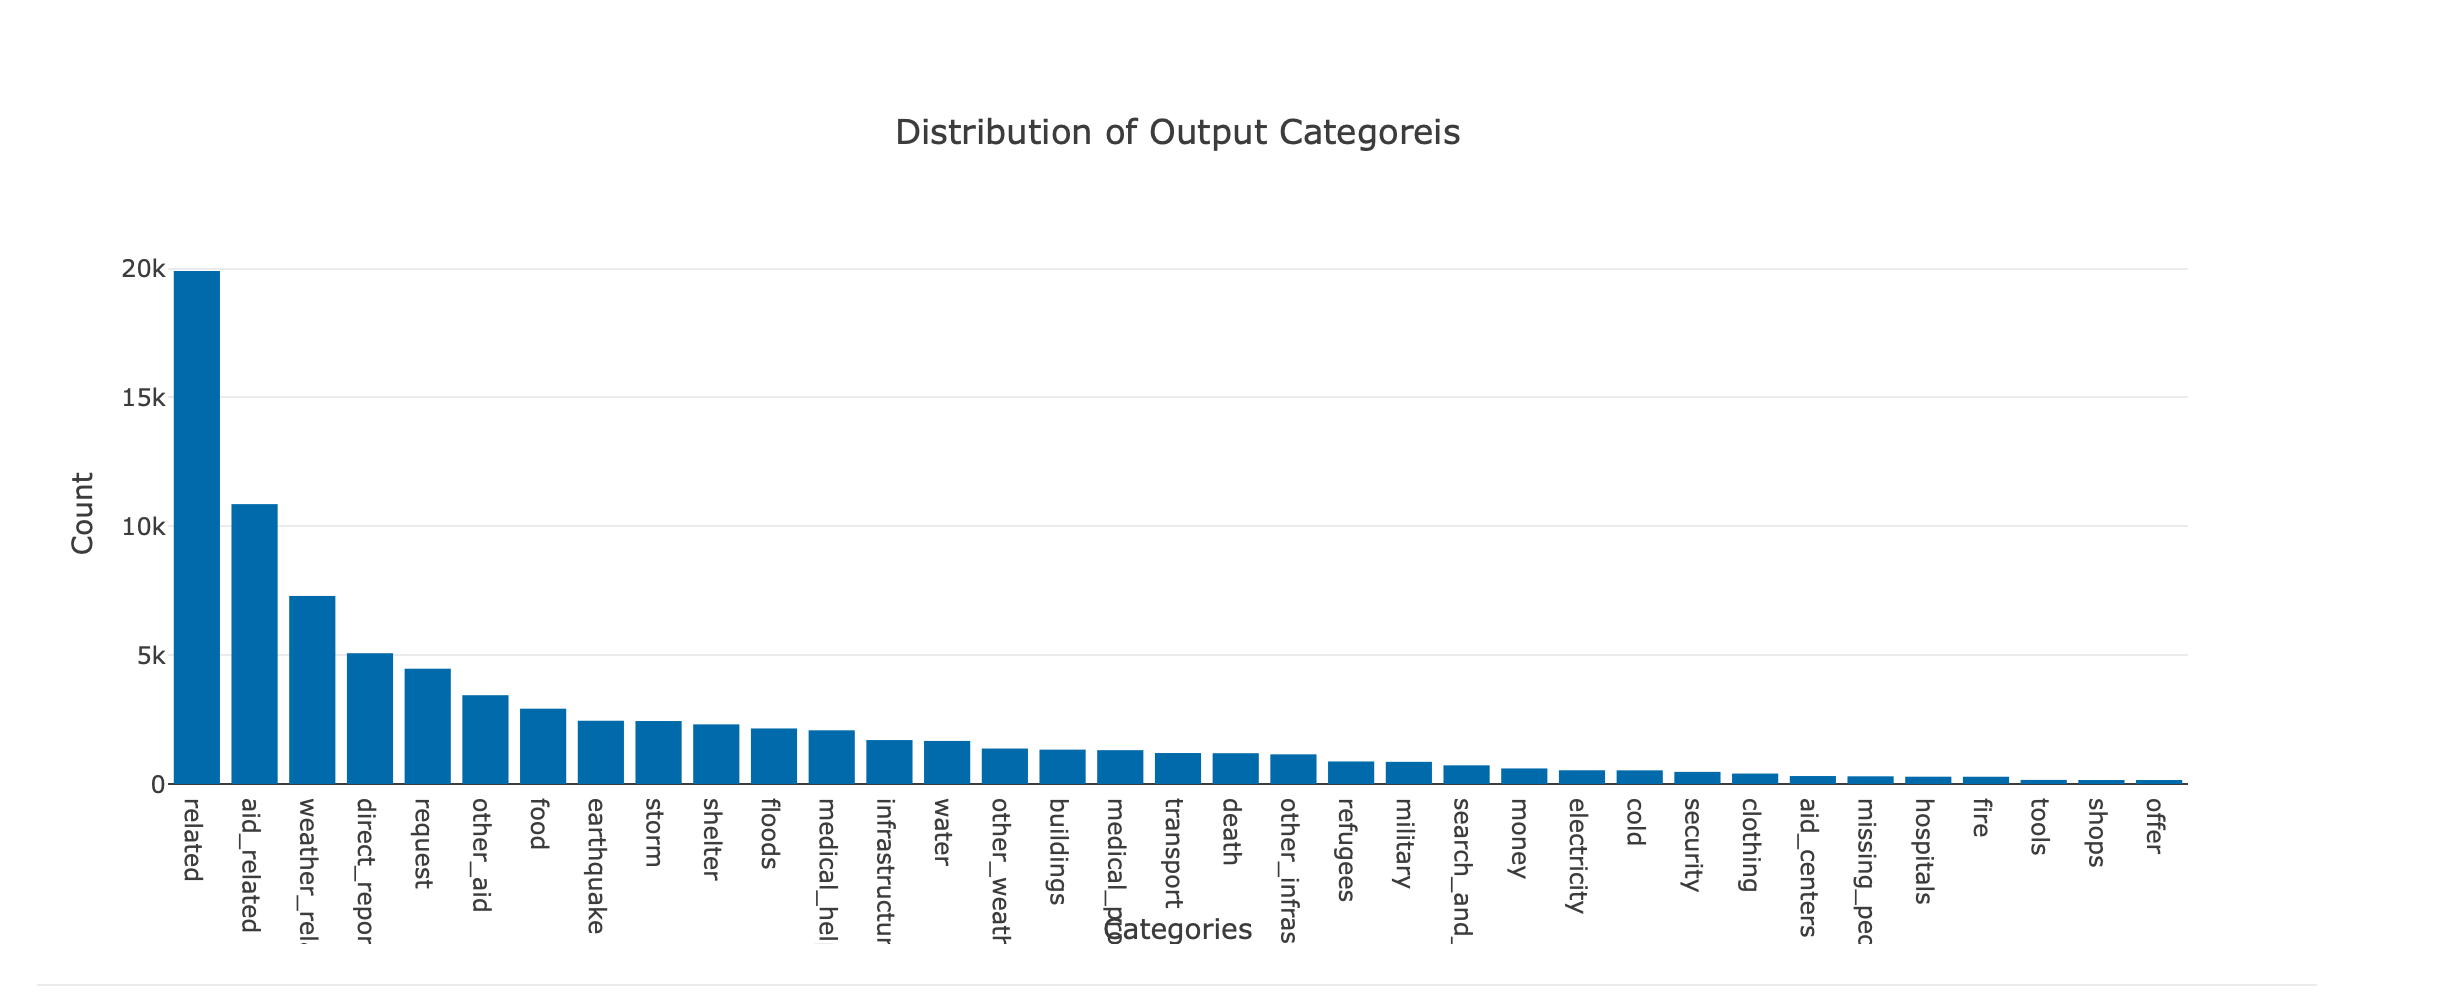 Distribution of Output Categoreis
20k
15k
10k
5k
0
Count
related
aid_related
weather_rel
direct_repor
request
other_aid
food
earthquake
storm
shelter
floods
medical_hel
infrastructur
water
other_weath
buildings
medical_pro
transport
death
other_infras
refugees
military
search_and_
money
electricity
cold
security
clothing
aid_centers
missing_peo
hospitals
fire
tools
shops
offer
Categories